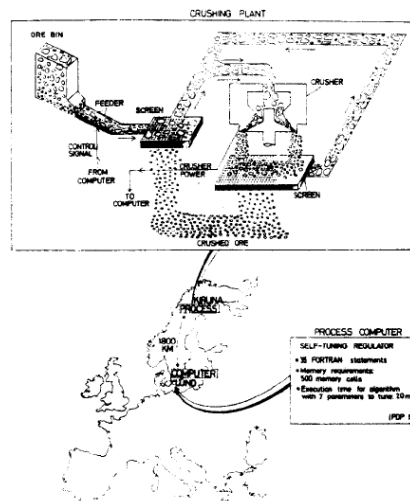 CRUSHING PLANT
ORE BIN
FEEDER
SCREEN
CRUSHER
CONTROL
SIGNAL
FROM
COMPUTER
TO
COMPUTER
CRUSHER
POWER
SCREEN
CRUSHED ORE
KIRUNA
PROCESS
1800
KM
COMPUTER
LUND
PROCESS COMPUTER
SELF-TUNING REGULATOR
• 35 FORTRAN statements
• Memory requirements:
500 memory cells
• Execution time for algorithm
with 7 parameters to tune:
(PDP